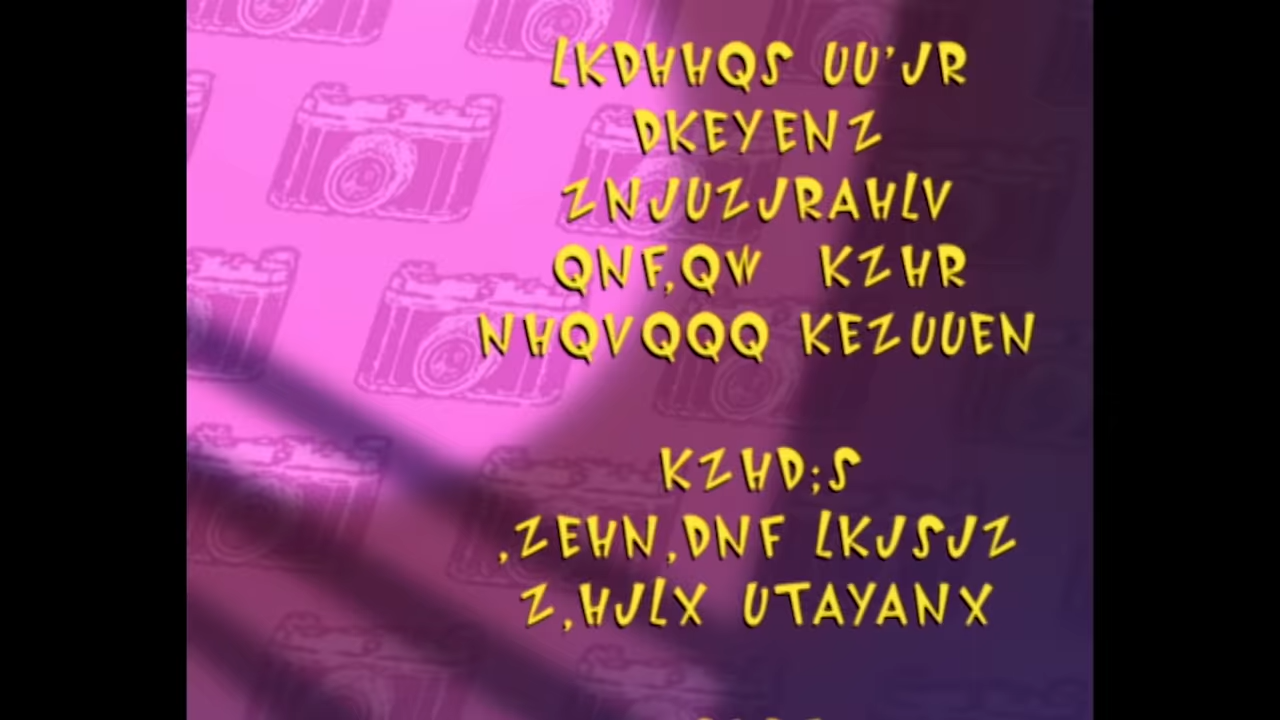 LKDHHQS UU'JR
DKEYENZ
ZNJUZJRAHLV
QNF,QW KZHR
NHQVQQQ KEZUUEN
KZHD;S
,ZEHN,DNF LKJSJZ
Z,HJLX UTAYANX